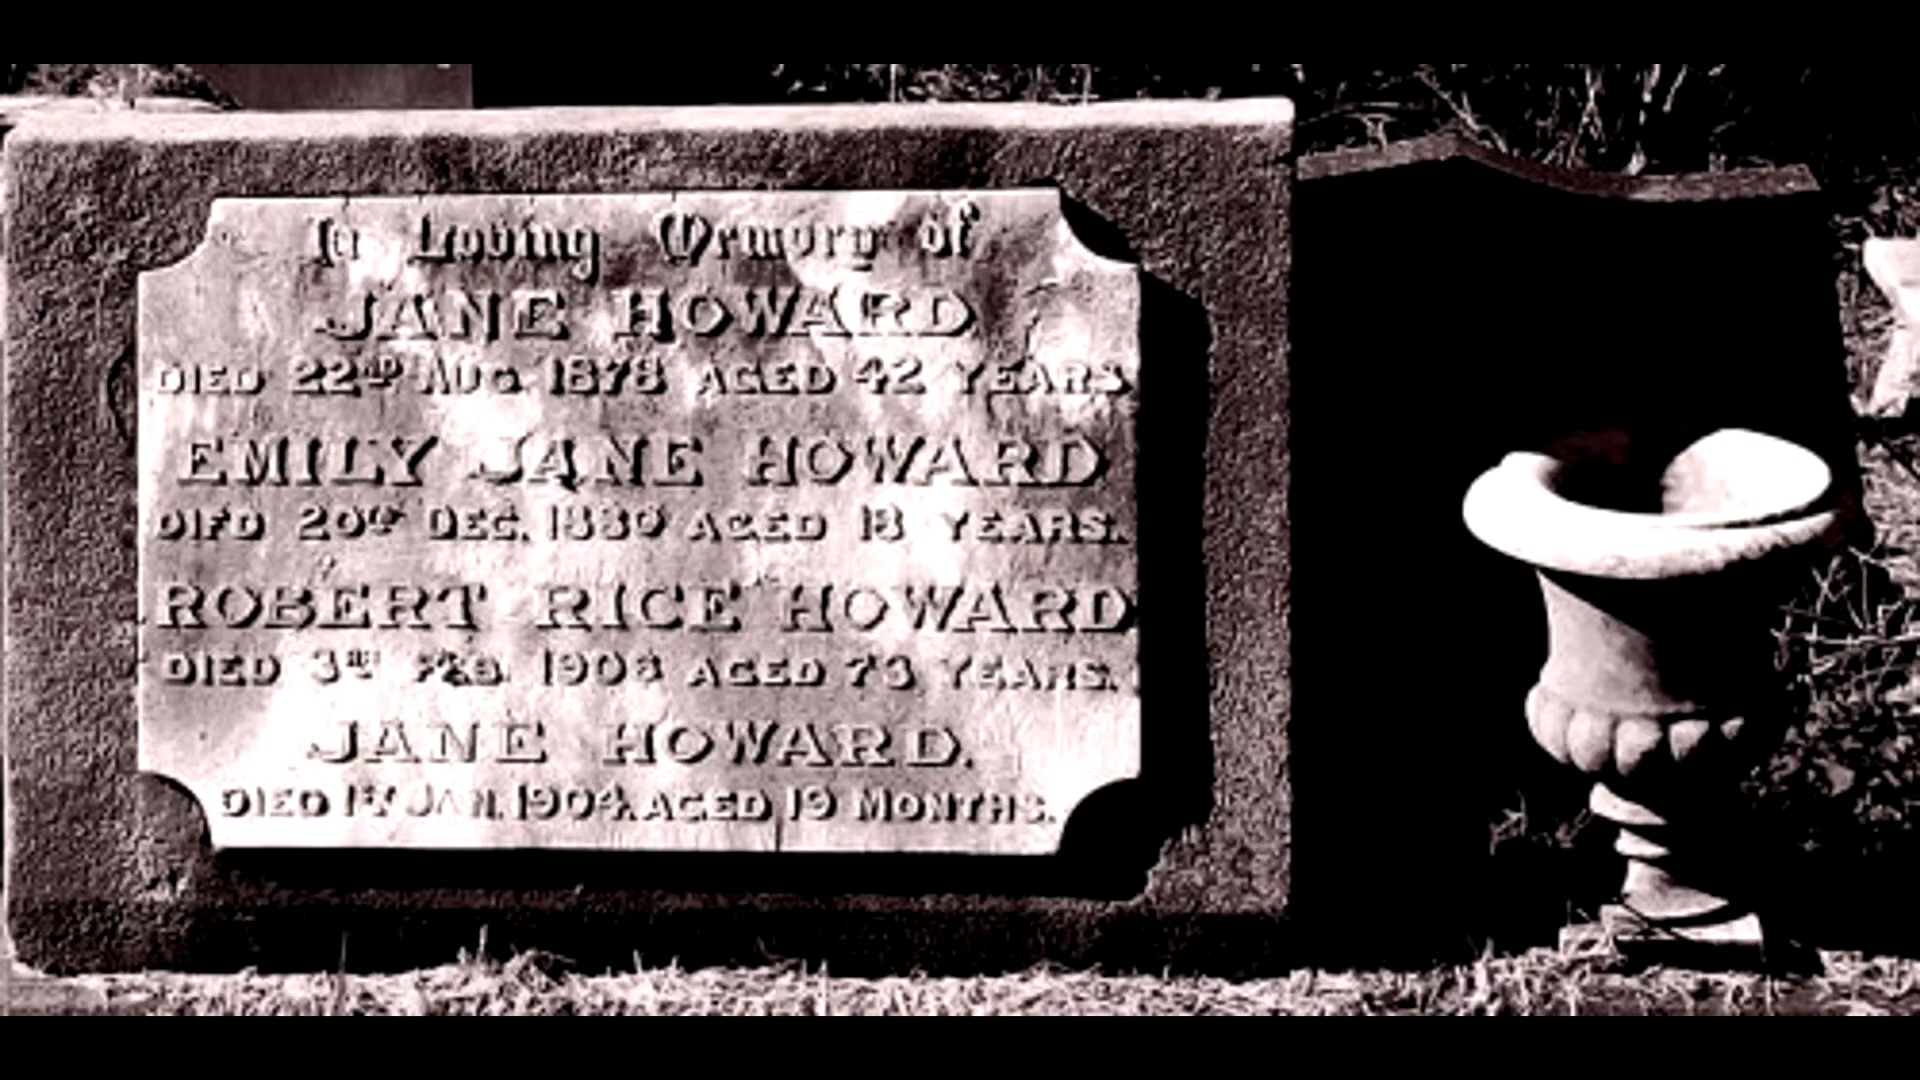 In Loving Memory of
JANE HOWARD
DIED 22ND AUG. 1878 AGED 42 YEARS
EMILY JANE HOWARD
DIED 20TH DEC. 1880 AGED 18 YEARS.
ROBERT RICE HOWARD
DIED 3RD FEB. 1908 AGED 73 YEARS.
JANE HOWARD.
DIED 1ST JAN. 1904. AGED 19 MONTHS.